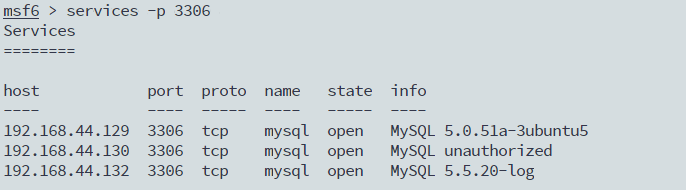 msf6 > services -p 3306
Services
========
host port proto name state info
---- ---- ----- ---- ----- ----
192.168.44.129 3306 tcp mysql open MySQL 5.0.51a-3ubuntu5
192.168.44.130 3306 tcp mysql open MySQL unauthorized
192.168.44.132 3306 tcp mysql open MySQL 5.5.20-log